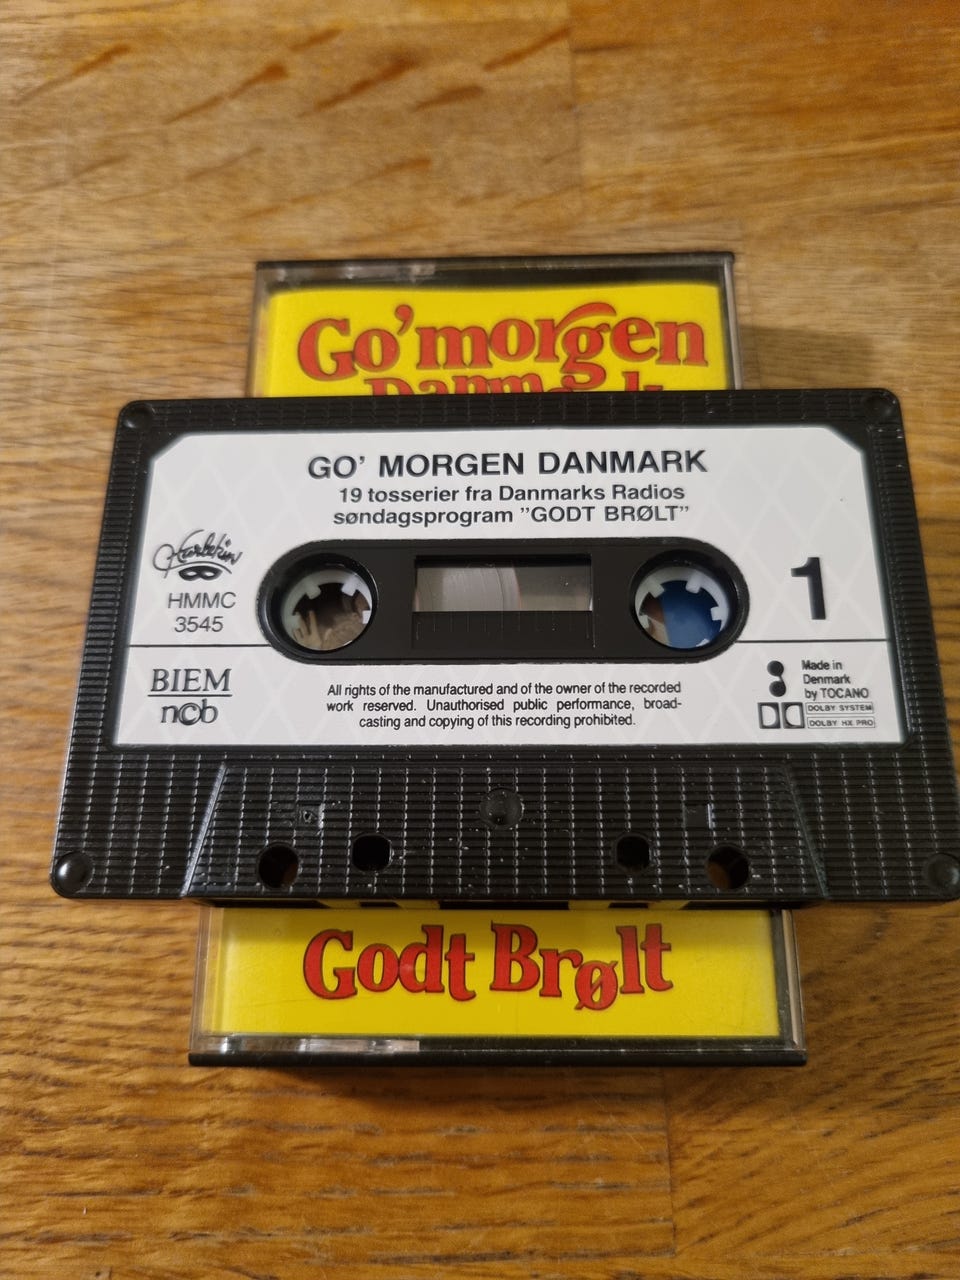 Go'morgen
Danmark
GO' MORGEN DANMARK
19 tosserier fra Danmarks Radios
søndagsprogram "GODT BRØLT"
Harlekin
HMMC
3545
1
BIEM
ncb
All rights of the manufactured and of the owner of the recorded
work reserved. Unauthorised public performance, broad-
casting and copying of this recording prohibited.
Made in
Denmark
by TOCANO
DOLBY SYSTEM
DOLBY HX PRO
Godt Brølt